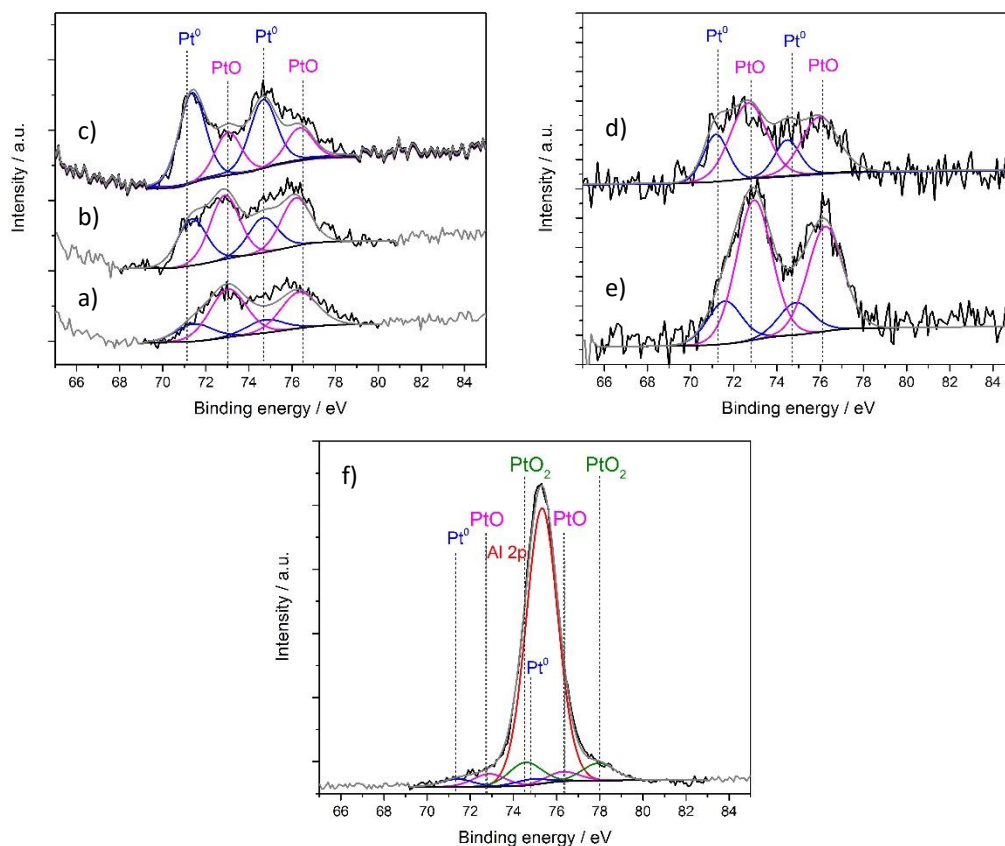 Pt⁰ Pt⁰
PtO PtO
c)
b)
a)
Intensity / a.u.
65 66 68 70 72 74 76 78 80 82 84
Binding energy / eV
Pt⁰ Pt⁰
PtO PtO
d)
e)
Intensity / a.u.
66 68 70 72 74 76 78 80 82 84
Binding energy / eV
f)
PtO₂ PtO₂
PtO PtO
Pt⁰
Al 2p
Pt⁰
Intensity / a.u.
66 68 70 72 74 76 78 80 82 84
Binding energy / eV